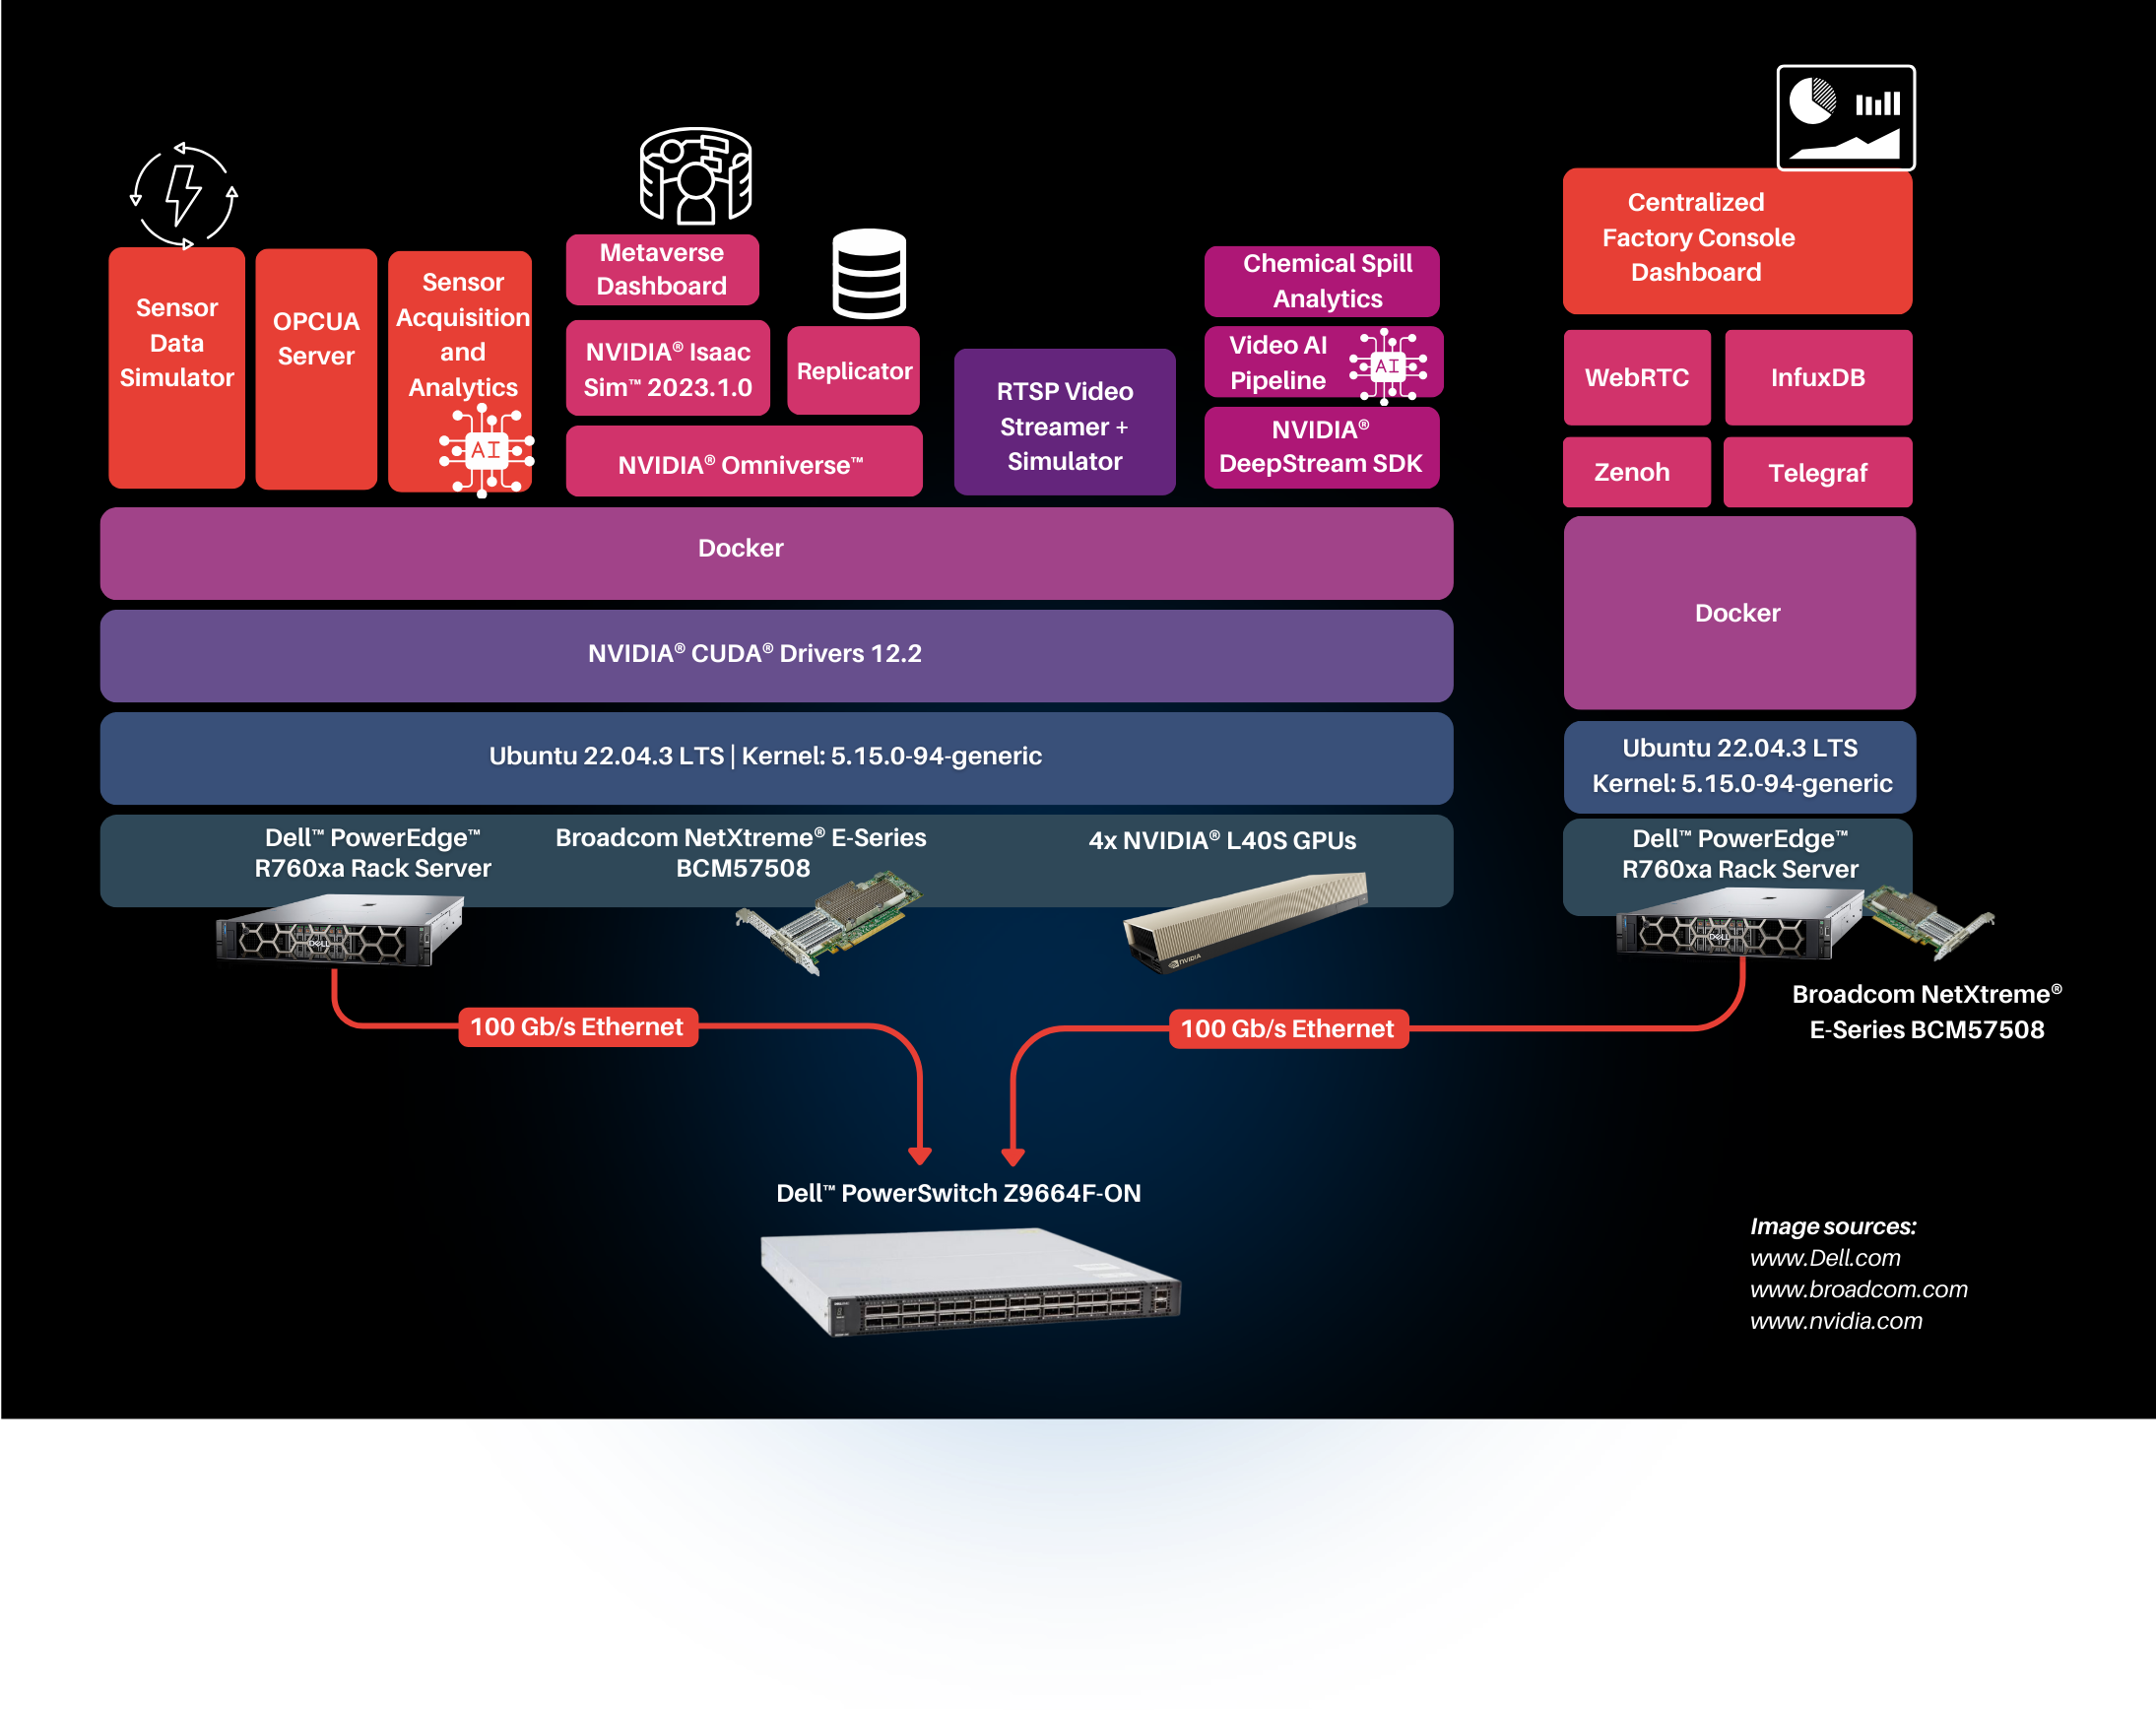 Sensor
Data
Simulator
OPCUA
Server
Sensor
Acquisition
and
Analytics
AI
Metaverse
Dashboard
NVIDIA® Isaac
Sim™ 2023.1.0
Replicator
NVIDIA® Omniverse™
RTSP Video
Streamer +
Simulator
Chemical Spill
Analytics
Video AI
Pipeline
AI
NVIDIA®
DeepStream SDK
Docker
NVIDIA® CUDA® Drivers 12.2
Ubuntu 22.04.3 LTS | Kernel: 5.15.0-94-generic
Dell™ PowerEdge™
R760xa Rack Server
Broadcom NetXtreme® E-Series
BCM57508
4x NVIDIA® L40S GPUs
DELL
NVIDIA
Centralized
Factory Console
Dashboard
WebRTC
InfuxDB
Zenoh
Telegraf
Docker
Ubuntu 22.04.3 LTS
Kernel: 5.15.0-94-generic
Dell™ PowerEdge™
R760xa Rack Server
DELL
Broadcom NetXtreme®
E-Series BCM57508
100 Gb/s Ethernet
100 Gb/s Ethernet
Dell™ PowerSwitch Z9664F-ON
Image sources:
www.Dell.com
www.broadcom.com
www.nvidia.com